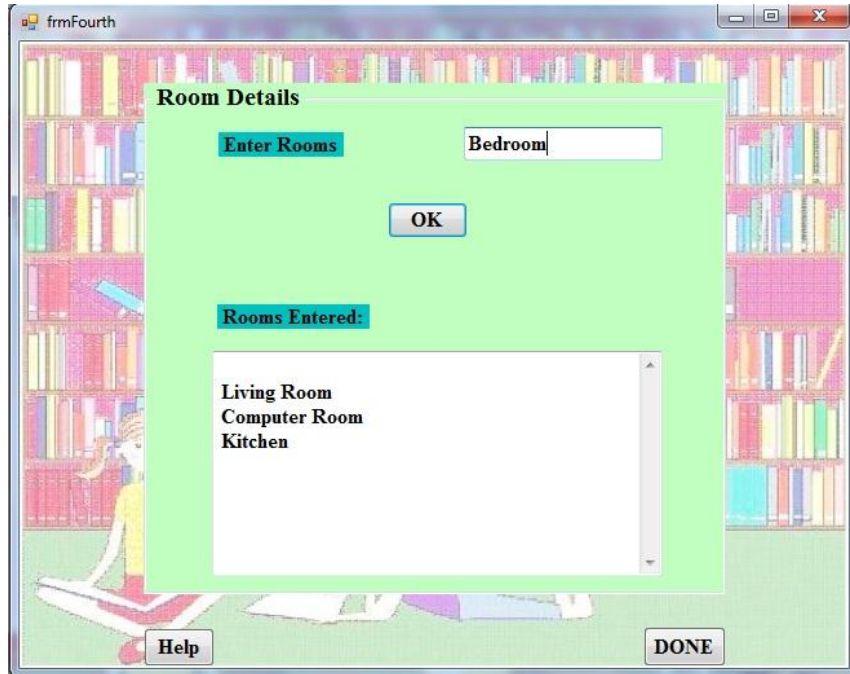 frmFourth
Room Details
Enter Rooms
Bedroom
OK
Rooms Entered:
Living Room
Computer Room
Kitchen
Help
DONE